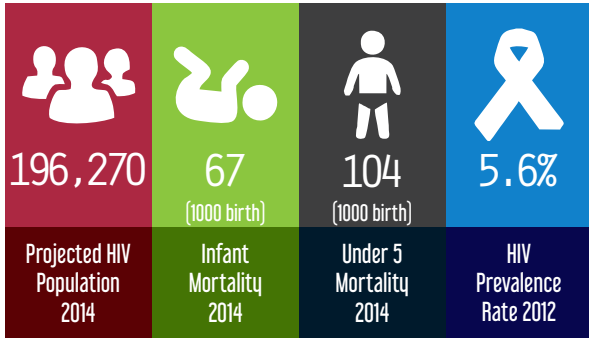 196,270
Projected HIV
Population
2014
67
(1000 birth)
Infant
Mortality
2014
104
(1000 birth)
Under 5
Mortality
2014
5.6%
HIV
Prevalence
Rate 2012